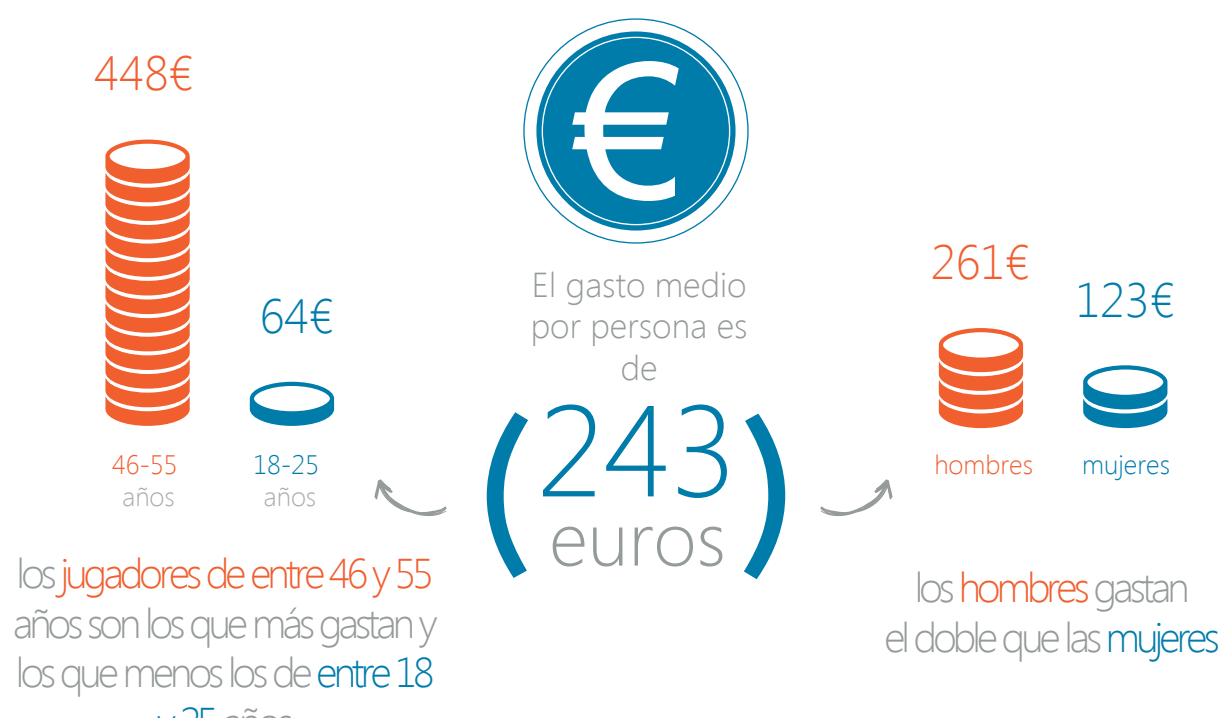 448€
64€
46-55
años
18-25
años
los jugadores de entre 46 y 55
años son los que más gastan y
los que menos los de entre 18
y 25 años
€
El gasto medio
por persona es
de
(243
euros)
261€
123€
hombres
mujeres
los hombres gastan
el doble que las mujeres